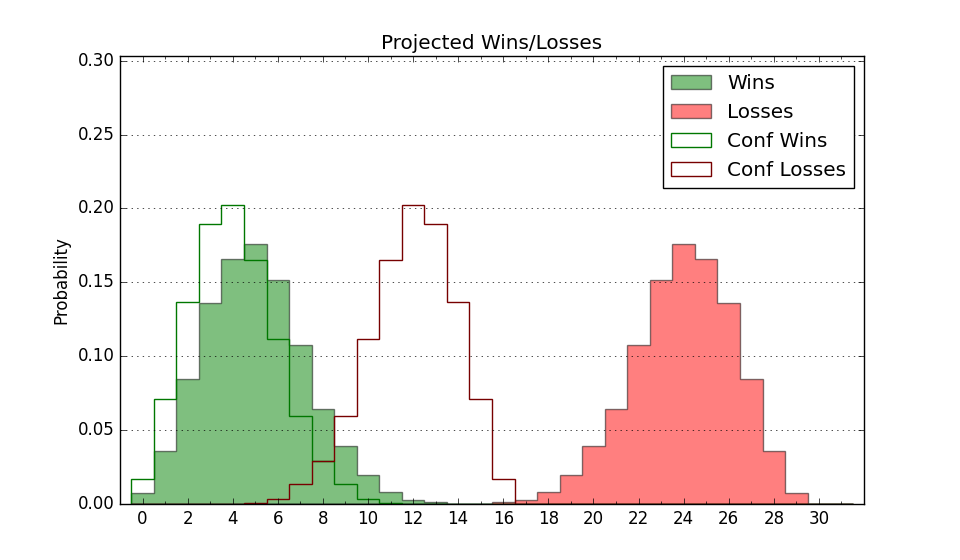 Projected Wins/Losses
0.30
0.25
0.20
0.15
0.10
0.05
0.00
Probability
Wins
Losses
Conf Wins
Conf Losses
0 2 4 6 8 10 12 14 16 18 20 22 24 26 28 30